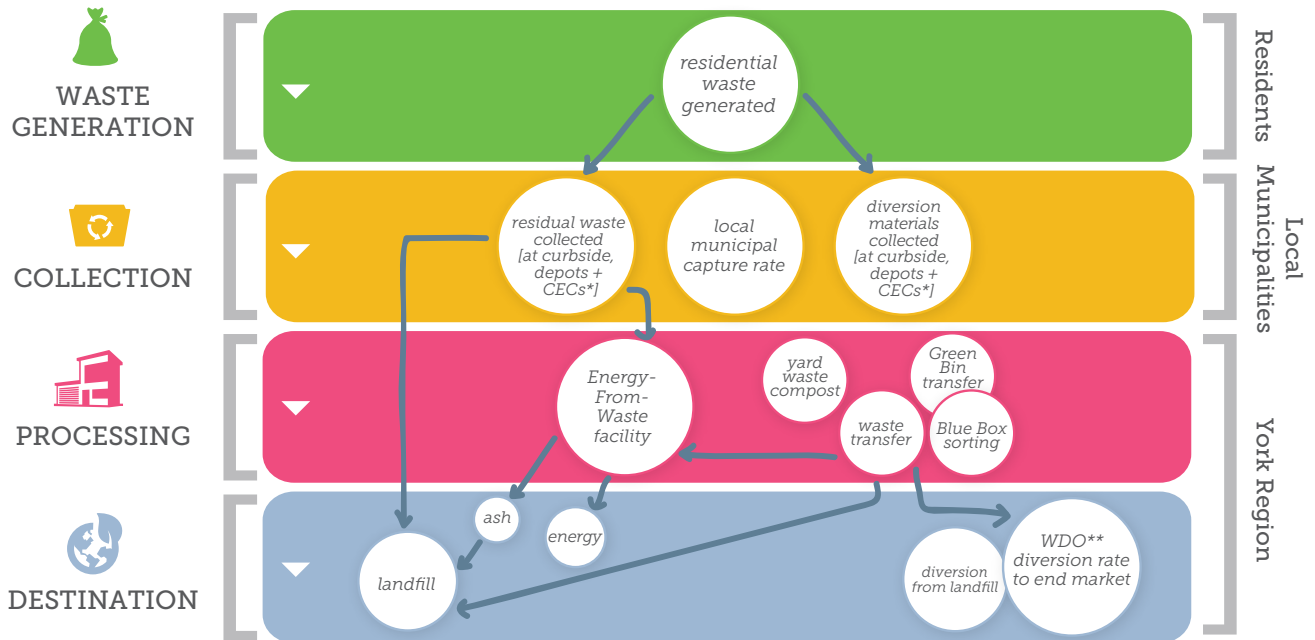 WASTE
GENERATION
residential
waste
generated
Residents
COLLECTION
residual waste
collected
[at curbside,
depots +
CECs*]
local
municipal
capture rate
diversion
materials
collected
[at curbside,
depots +
CECs*]
Local
Municipalities
PROCESSING
Energy-
From-
Waste
facility
yard
waste
compost
waste
transfer
Green
Bin
transfer
Blue Box
sorting
York Region
DESTINATION
landfill
ash
energy
diversion
from landfill
WDO**
diversion rate
to end market